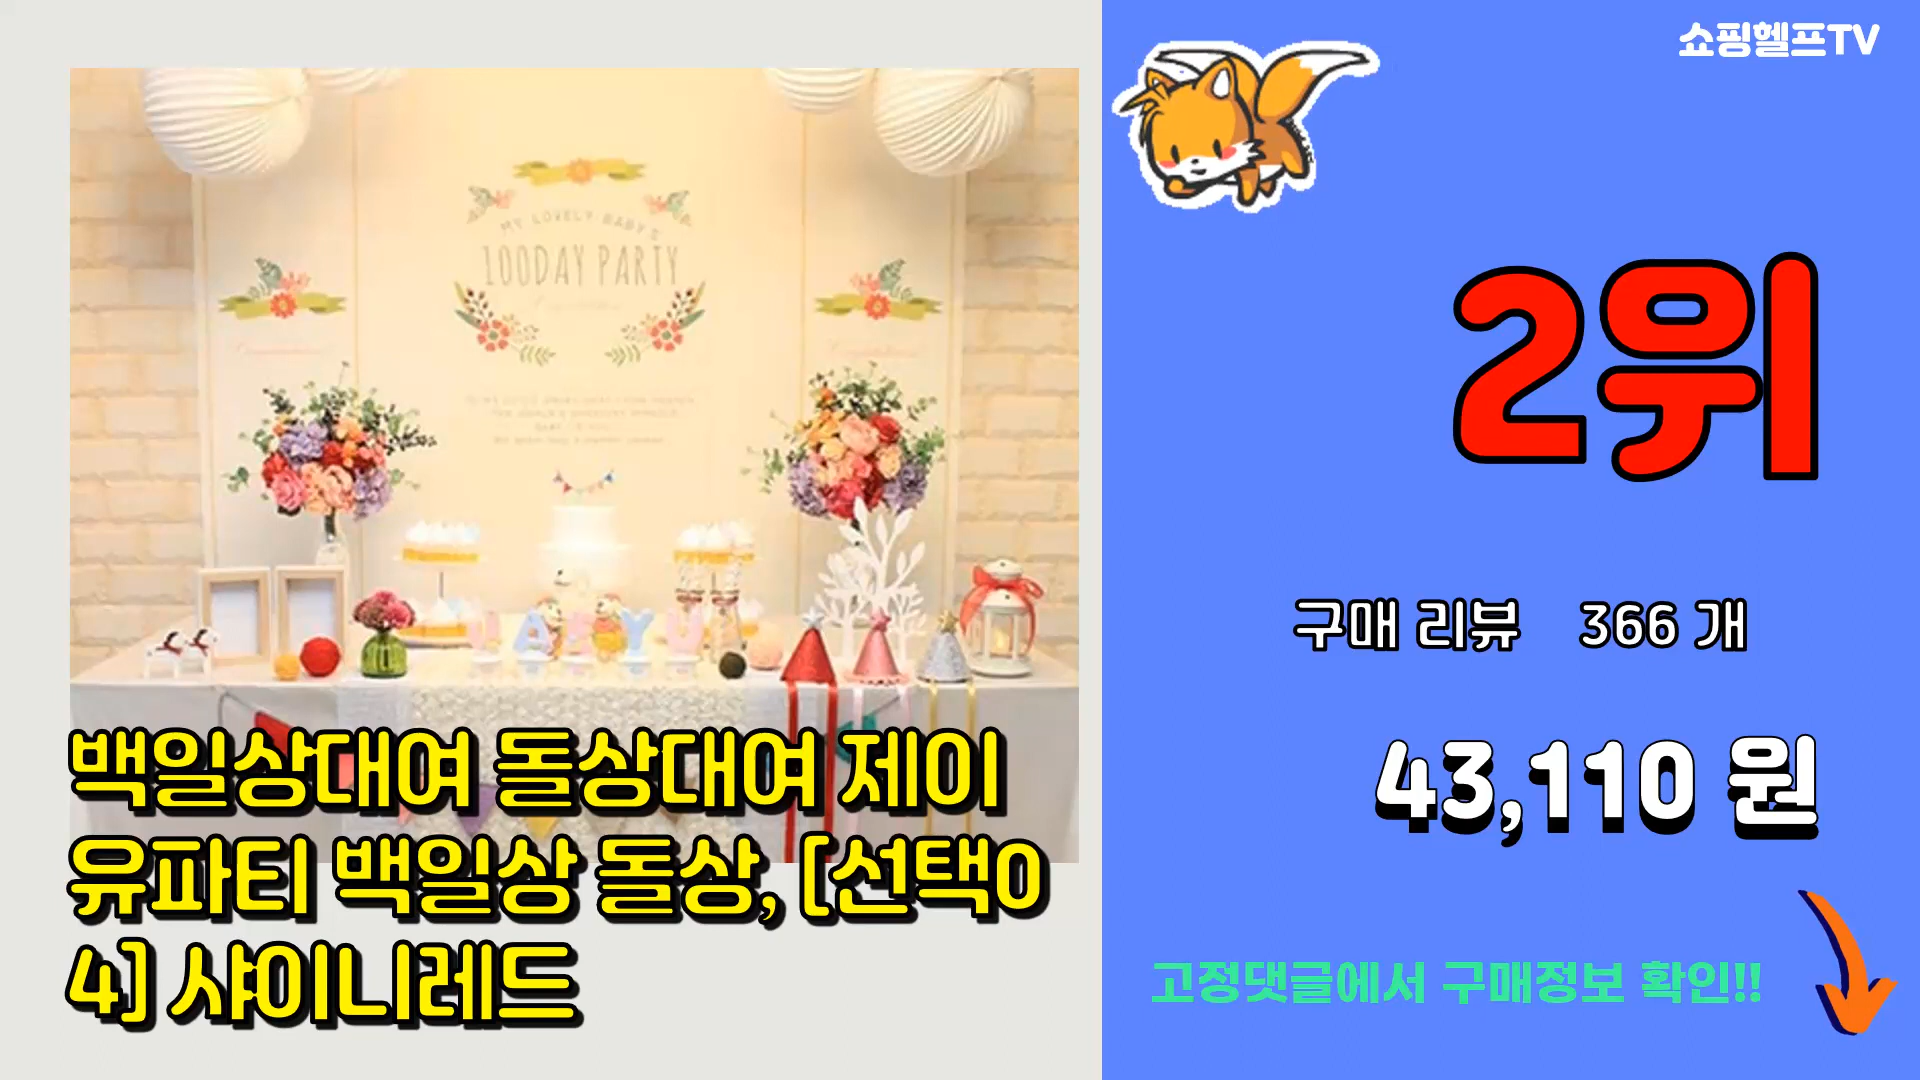 쇼핑헬프TV
MY LOVELY BABY'S
100DAY PARTY
2위
구매 리뷰 366 개
43,110 원
백일상대여 돌상대여 제이
유파티 백일상 돌상, [선택0
4] 샤이니레드
고정댓글에서 구매정보 확인!!